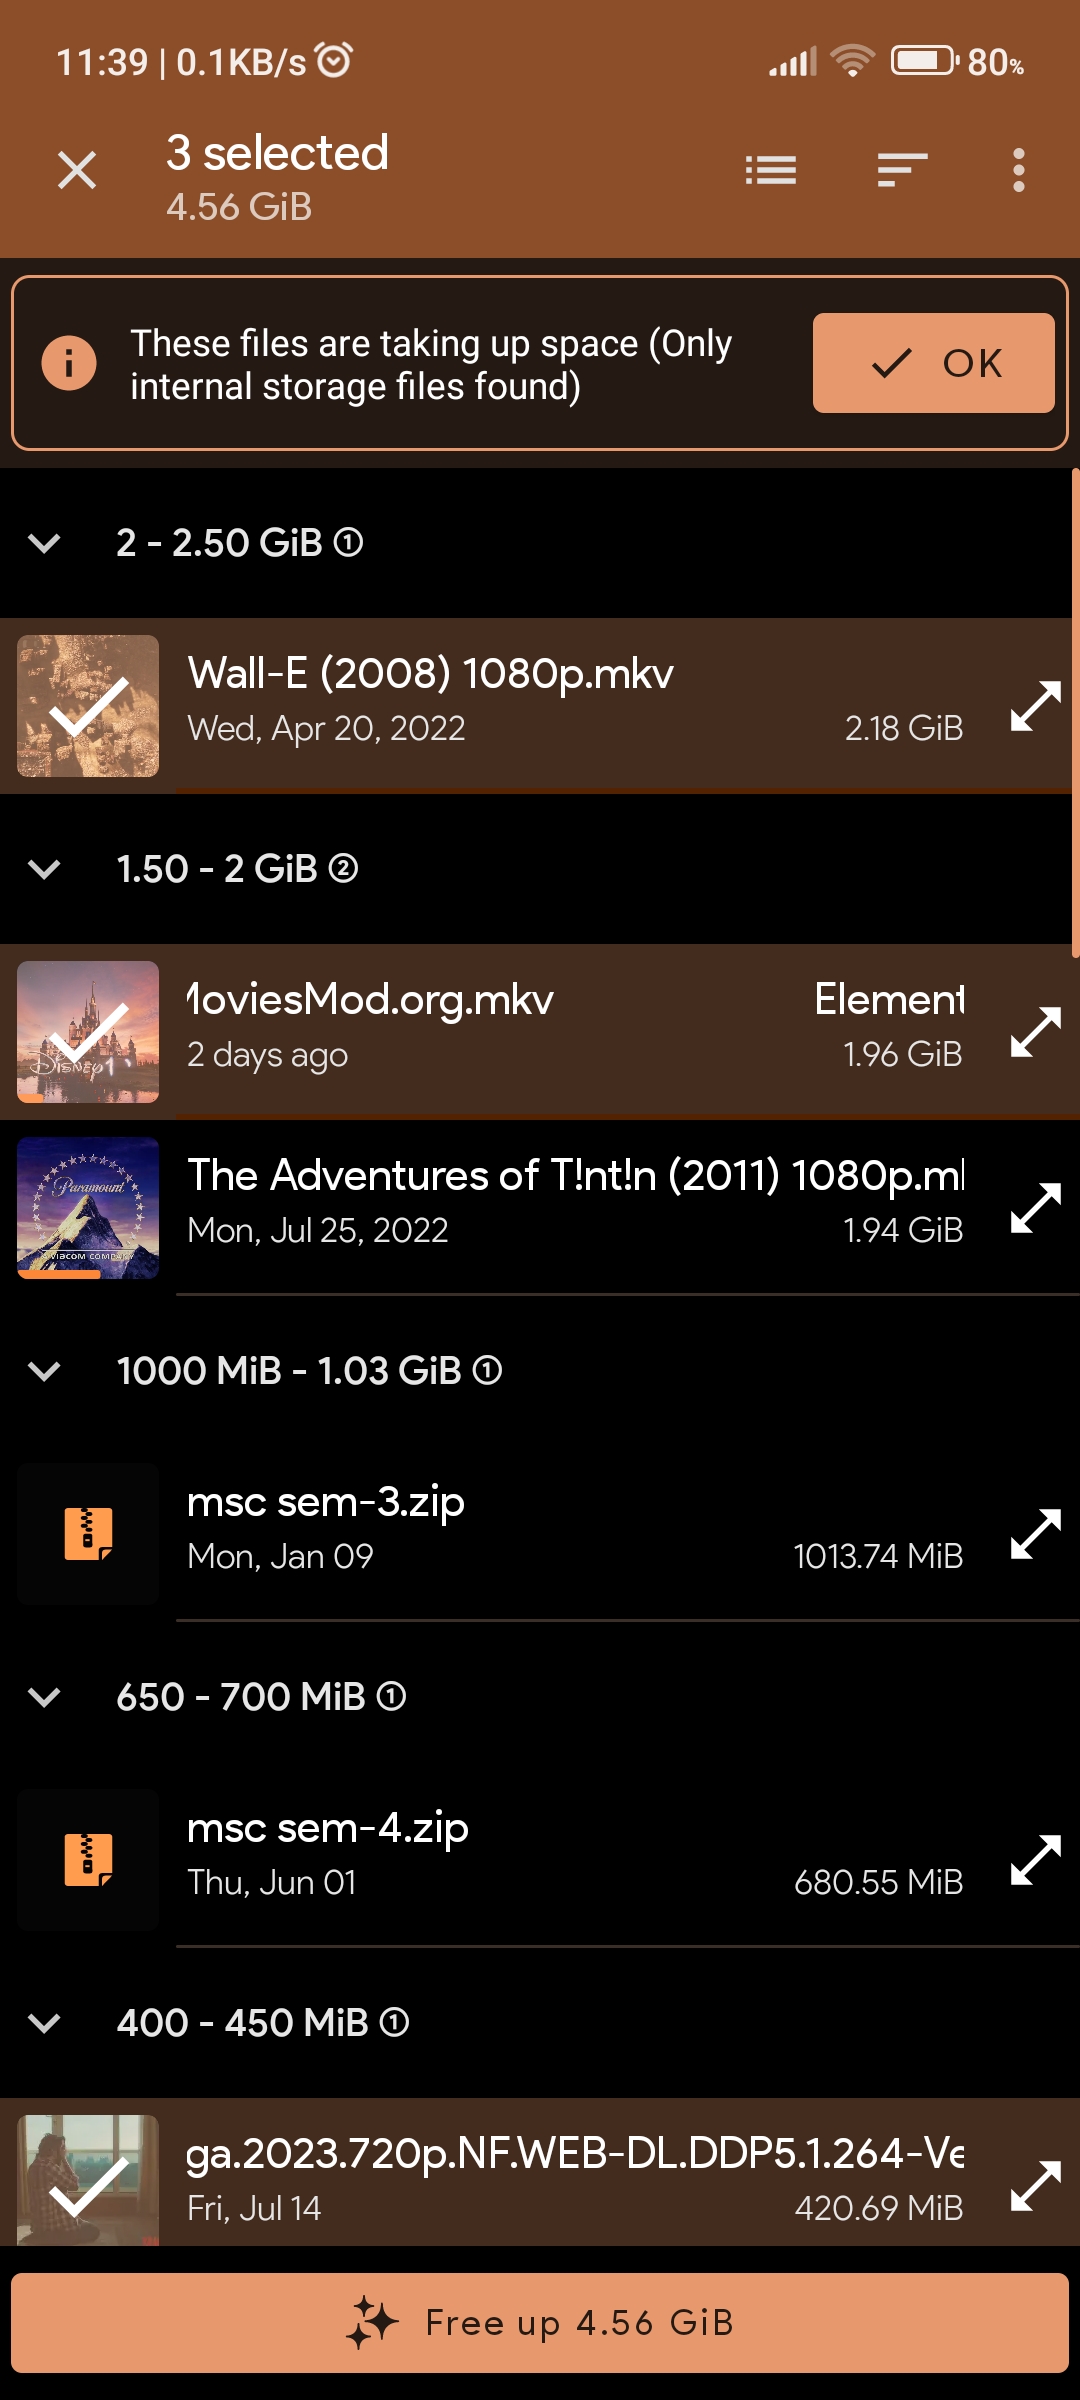 11:39 | 0.1KB/s
80%
3 selected
4.56 GiB
These files are taking up space (Only
internal storage files found)
OK
2 - 2.50 GiB ①
Wall-E (2008) 1080p.mkv
Wed, Apr 20, 2022
2.18 GiB
1.50 - 2 GiB ②
MoviesMod.org.mkv
Element
2 days ago
1.96 GiB
DISNEY
The Adventures of T!nt!n (2011) 1080p.m
Mon, Jul 25, 2022
1.94 GiB
Paramount
A VIACOM COMPANY
1000 MiB - 1.03 GiB ①
msc sem-3.zip
Mon, Jan 09
1013.74 MiB
650 - 700 MiB ①
msc sem-4.zip
Thu, Jun 01
680.55 MiB
400 - 450 MiB ①
ga.2023.720p.NF.WEB-DL.DDP5.1.264-Ve
Fri, Jul 14
420.69 MiB
Free up 4.56 GiB